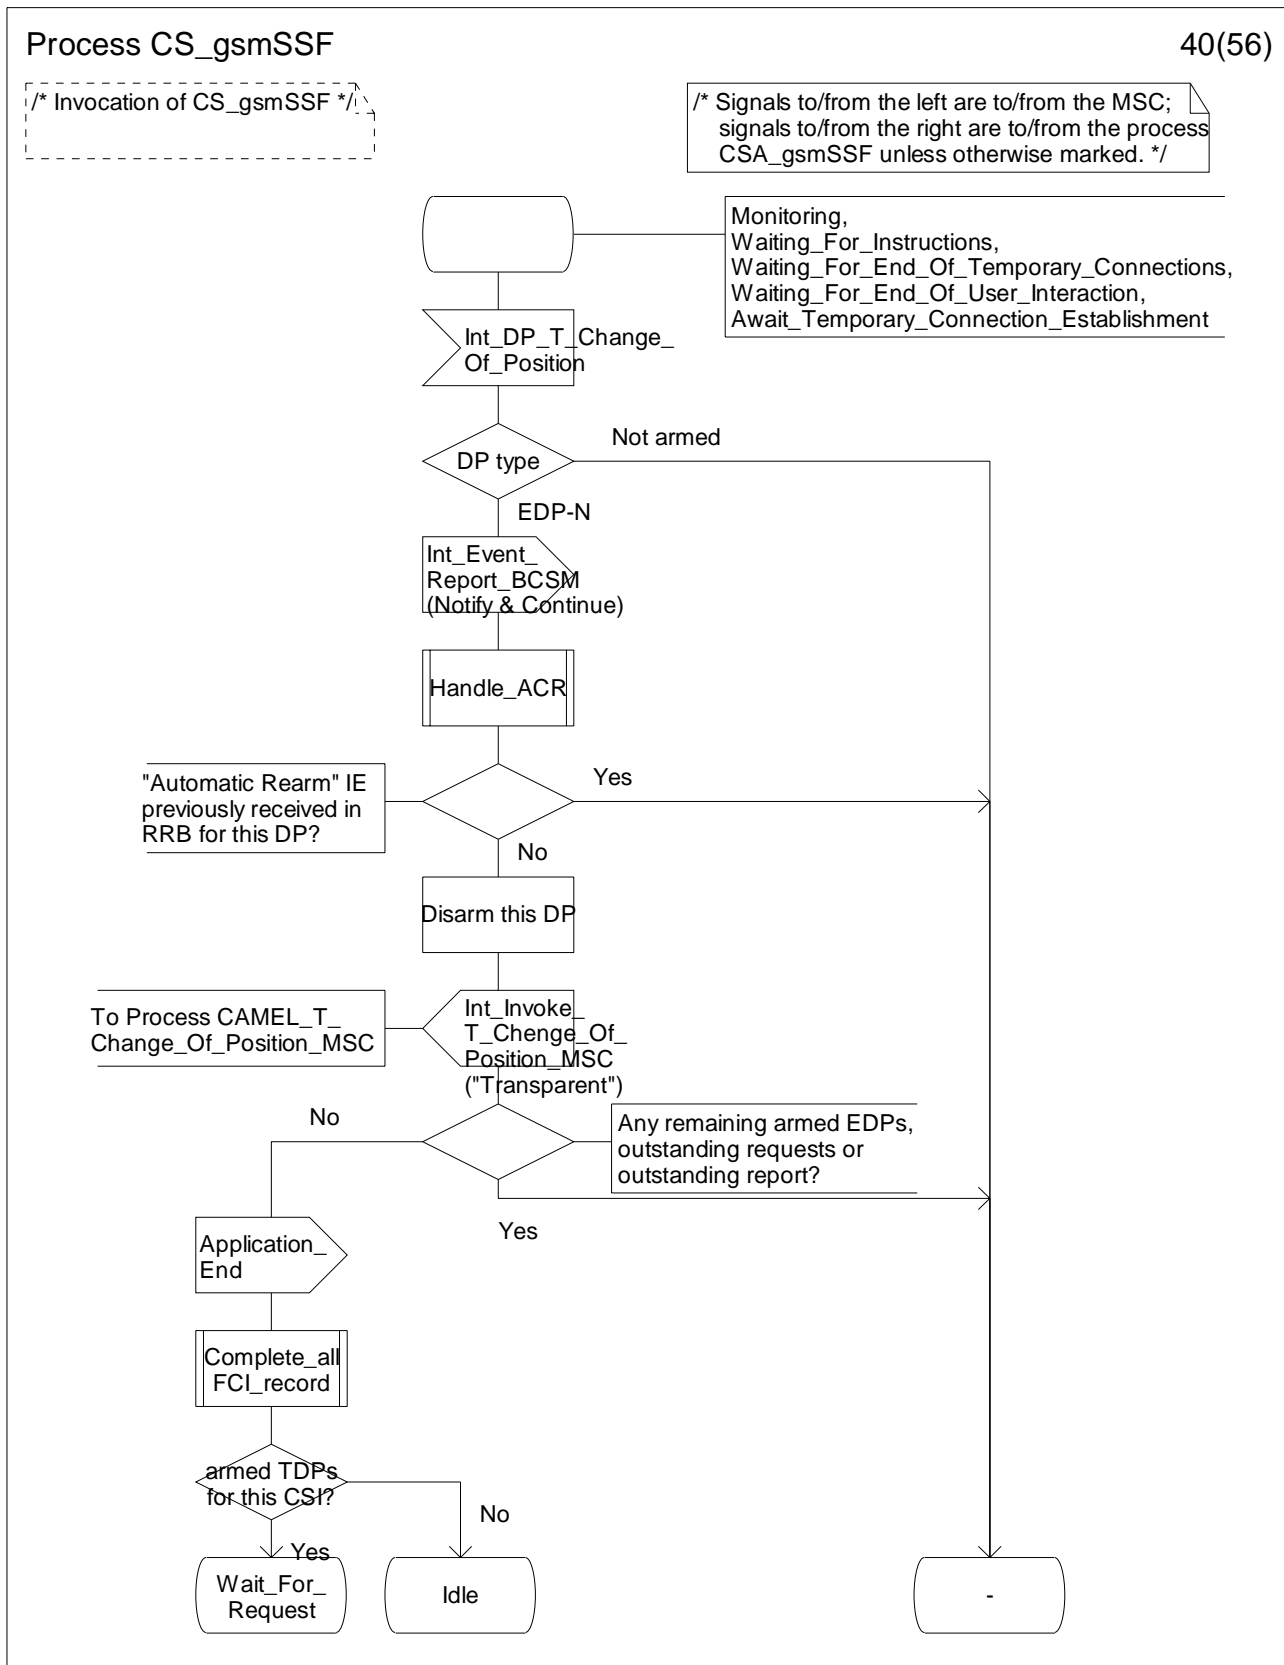 Process CS_gsmSSF
40(56)
/* Invocation of CS_gsmSSF */
/* Signals to/from the left are to/from the MSC;
signals to/from the right are to/from the process
CSA_gsmSSF unless otherwise marked. */
Monitoring,
Waiting_For_Instructions,
Waiting_For_End_Of_Temporary_Connections,
Waiting_For_End_Of_User_Interaction,
Await_Temporary_Connection_Establishment
Int_DP_T_Change_
Of_Position
Not armed
DP type
EDP-N
Int_Event_
Report_BCSM
(Notify & Continue)
Handle_ACR
"Automatic Rearm" IE
previously received in
RRB for this DP?
Yes
No
Disarm this DP
To Process CAMEL_T_
Change_Of_Position_MSC
Int_Invoke_
T_Chenge_Of_
Position_MSC
("Transparent")
No
Any remaining armed EDPs,
outstanding requests or
outstanding report?
Yes
Application_
End
Complete_all
FCI_record
armed TDPs
for this CSI?
No
Yes
Wait_For_
Request
Idle
-